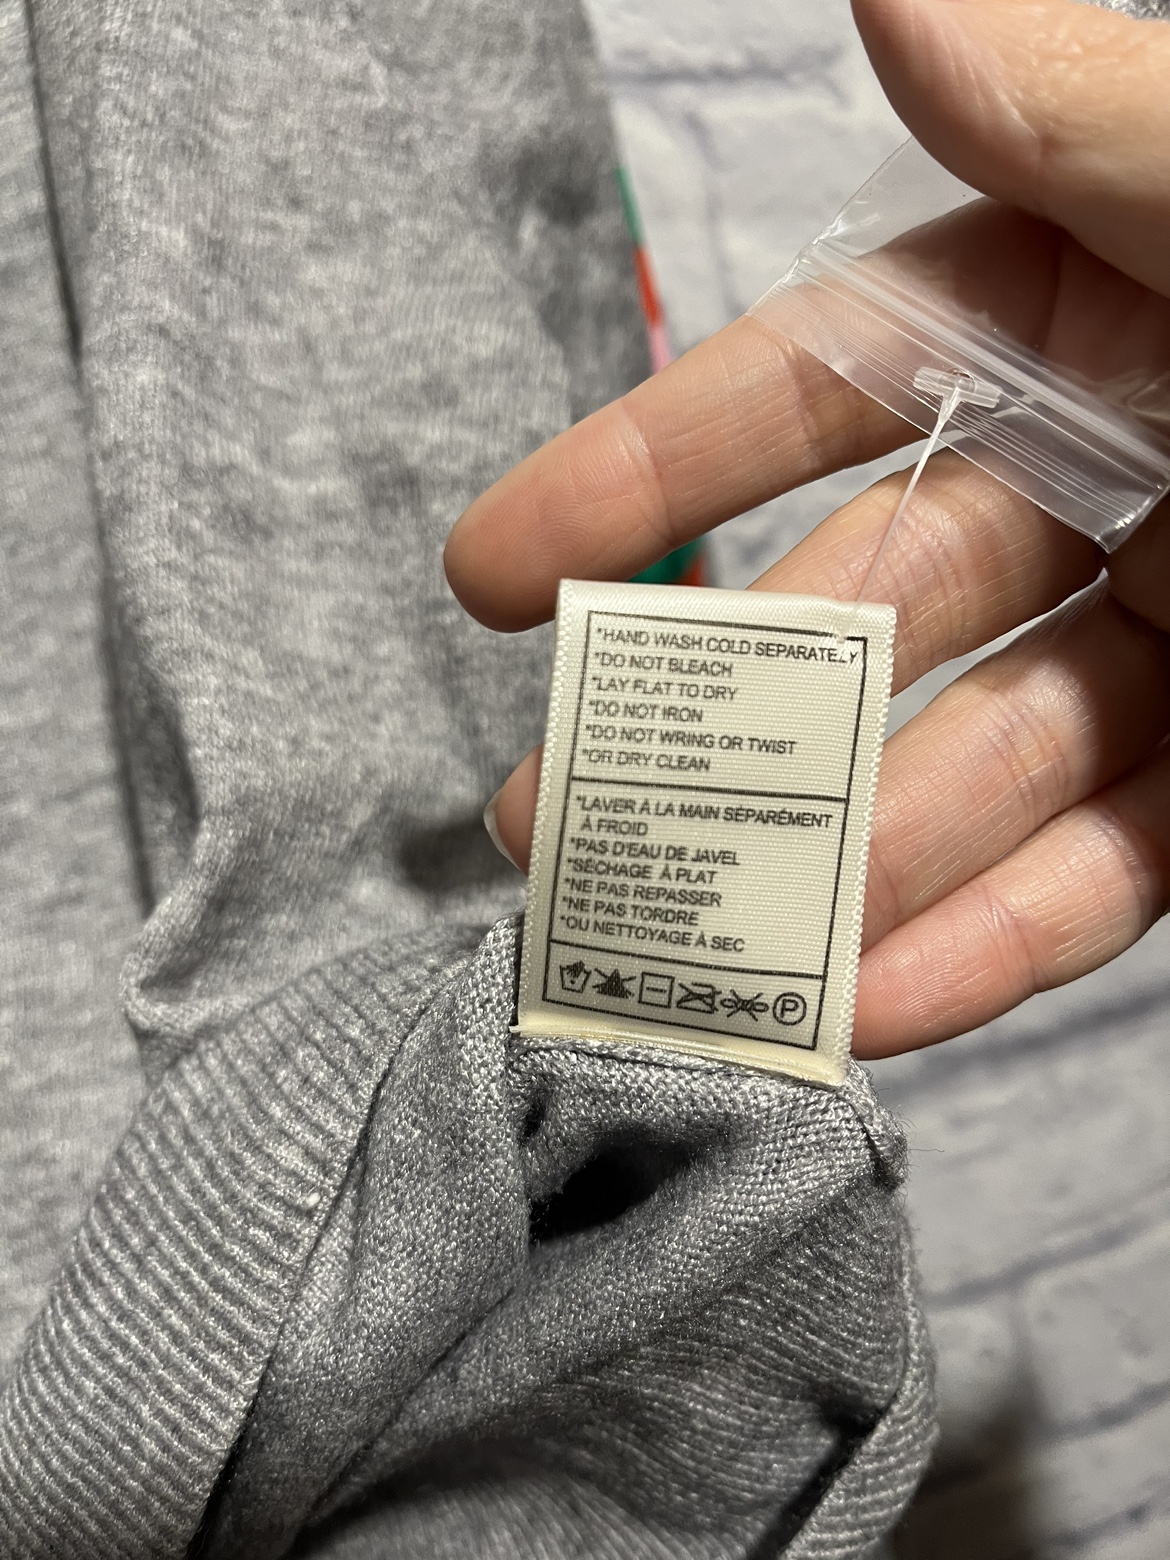 *HAND WASH COLD SEPARATELY
*DO NOT BLEACH
*LAY FLAT TO DRY
*DO NOT IRON
*DO NOT WRING OR TWIST
*OR DRY CLEAN
*LAVER À LA MAIN SÉPARÉMENT
À FROID
*PAS D'EAU DE JAVEL
*SÉCHAGE À PLAT
*NE PAS REPASSER
*NE PAS TORDRE
*OU NETTOYAGE À SEC
P